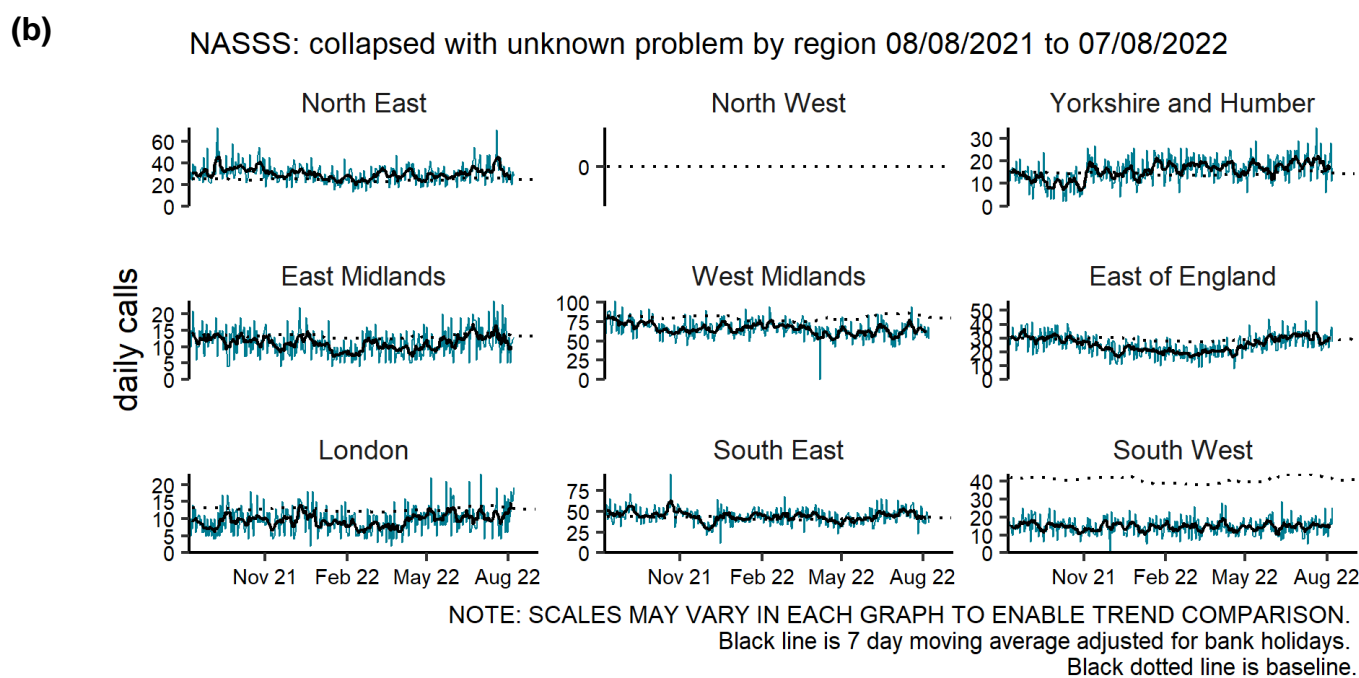 (b)
NASSS: collapsed with unknown problem by region 08/08/2021 to 07/08/2022
daily calls
North East
60
40
20
0
North West
0
Yorkshire and Humber
30
20
10
0
East Midlands
20
15
10
5
0
West Midlands
100
75
50
25
0
East of England
50
40
30
20
10
0
London
20
15
10
5
0
Nov 21 Feb 22 May 22 Aug 22
South East
75
50
25
0
Nov 21 Feb 22 May 22 Aug 22
South West
40
30
20
10
0
Nov 21 Feb 22 May 22 Aug 22
NOTE: SCALES MAY VARY IN EACH GRAPH TO ENABLE TREND COMPARISON.
Black line is 7 day moving average adjusted for bank holidays.
Black dotted line is baseline.